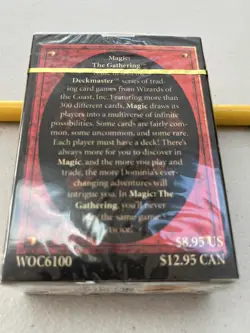 Magic:
The Gathering™
Deckmaster™ series of trad-
ing card games from Wizards of
the Coast, Inc. Featuring more than
300 different cards, Magic draws its
players into a multiverse of infinite
possibilities. Some cards are fairly com-
mon, some uncommon, and some rare.
Each player must have a deck! There's
always more for you to discover in
Magic, and the more you play and
trade, the more Dominia's ever-
changing adventures will
intrigue you. In Magic: The
Gathering, you'll never
play the same game
twice!
$8.95 US
WOC6100
$12.95 CAN